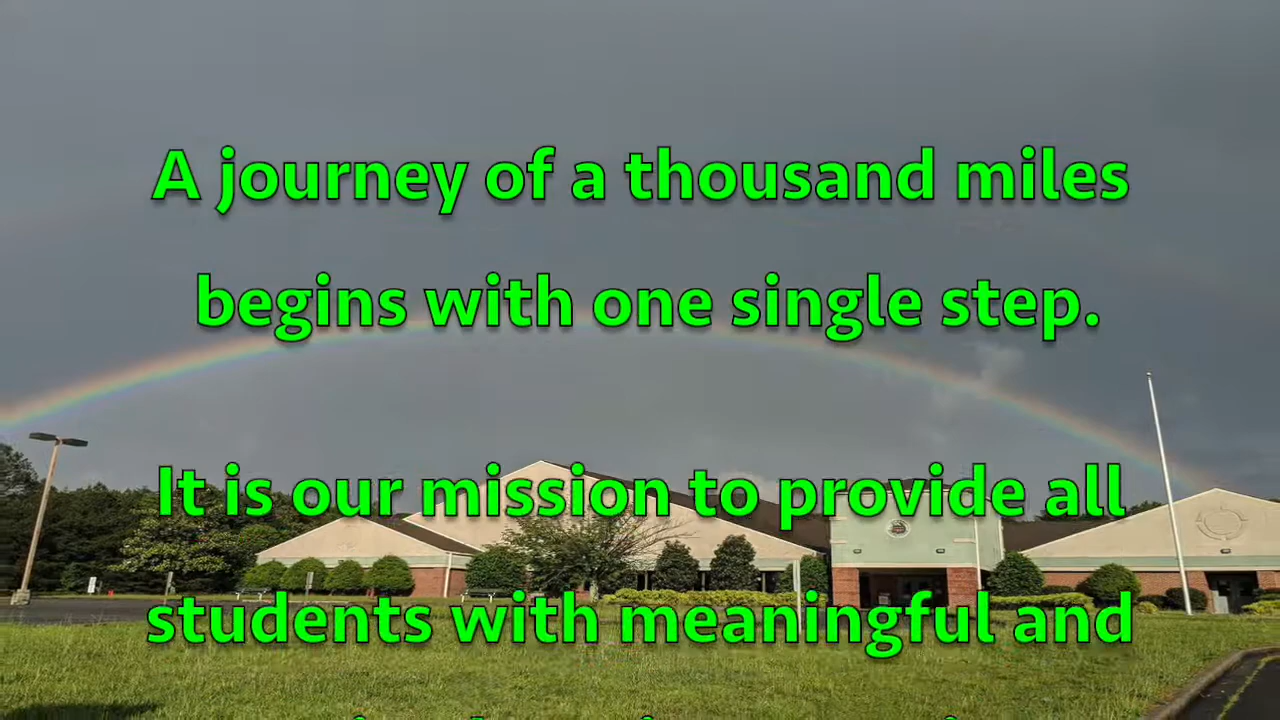 A journey of a thousand miles
begins with one single step.
It is our mission to provide all
students with meaningful and